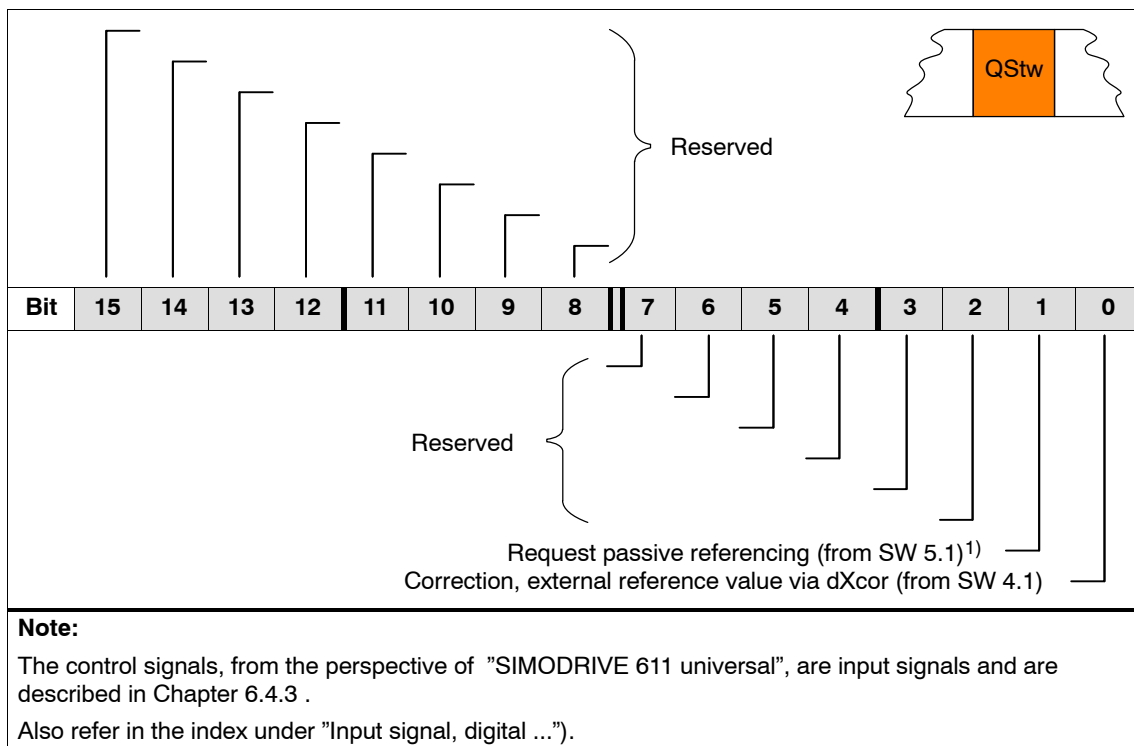 QStw
Reserved
Bit 15 14 13 12 11 10 9 8 7 6 5 4 3 2 1 0
Reserved
Request passive referencing (from SW 5.1)1)
Correction, external reference value via dXcor (from SW 4.1)
Note:
The control signals, from the perspective of ”SIMODRIVE 611 universal”, are input signals and are
described in Chapter 6.4.3 .
Also refer in the index under ”Input signal, digital ...”).